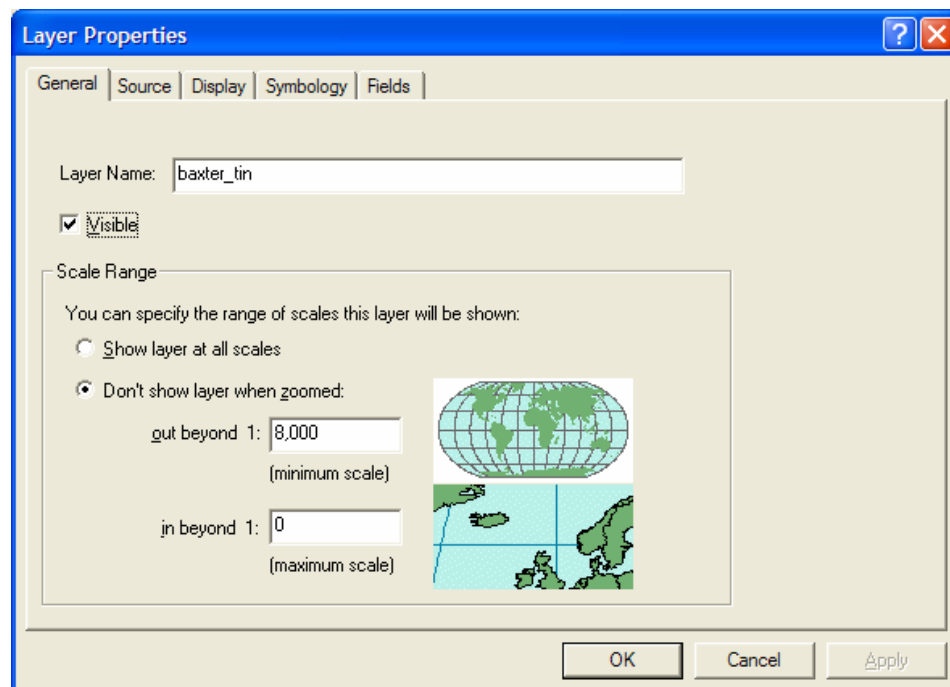 Layer Properties
General Source Display Symbology Fields
Layer Name: baxter_tin
Visible
Scale Range
You can specify the range of scales this layer will be shown:
Show layer at all scales
Don't show layer when zoomed:
out beyond 1: 8,000
(minimum scale)
in beyond 1: 0
(maximum scale)
OK Cancel Apply